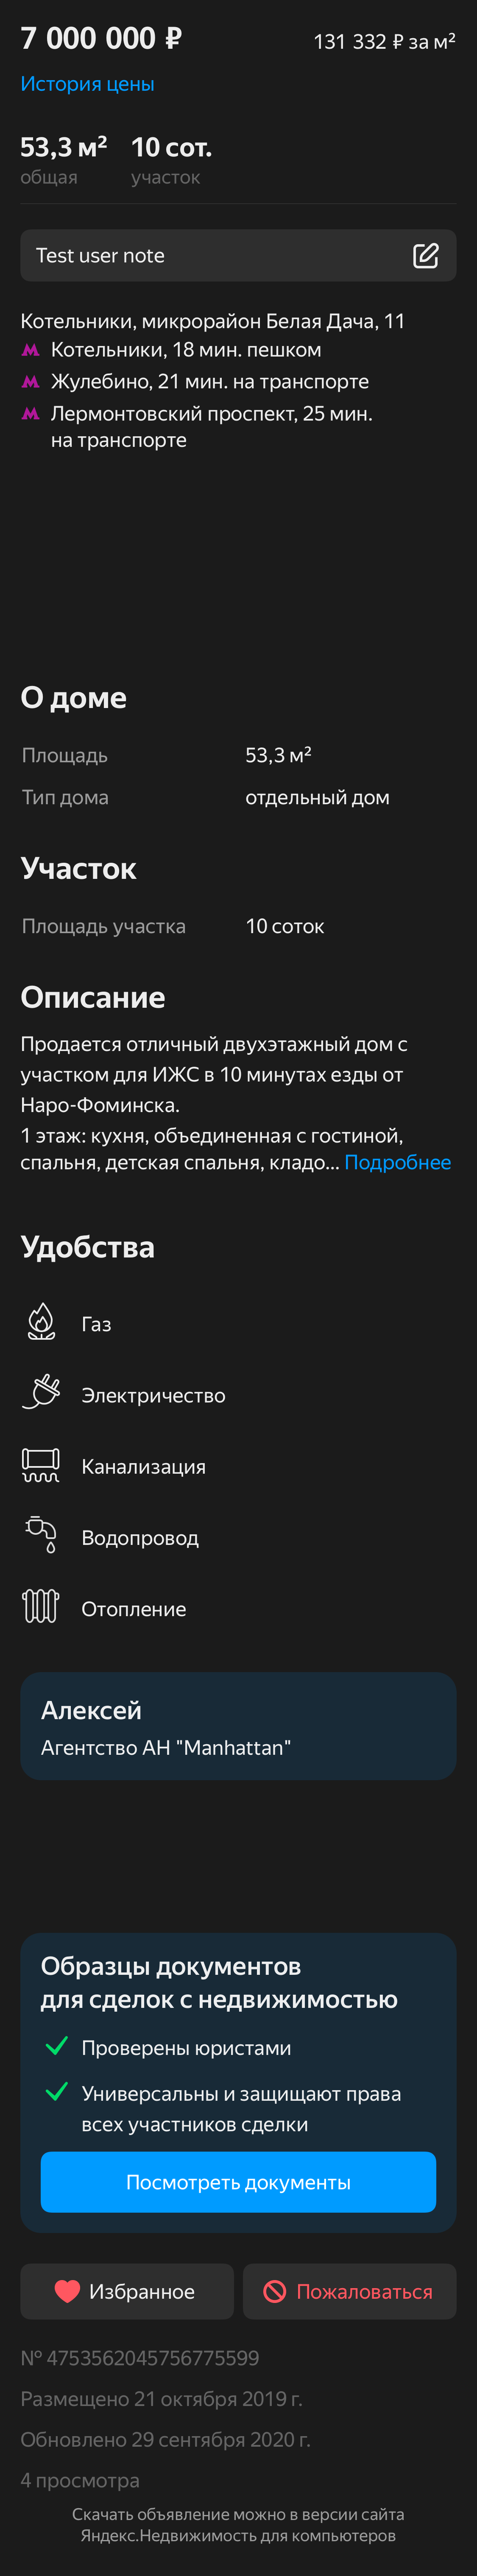 7 000 000 ₽
131 332 ₽ за м²
История цены
53,3 м²
10 сот.
общая
участок
Test user note
Котельники, микрорайон Белая Дача, 11
Котельники, 18 мин. пешком
Жулебино, 21 мин. на транспорте
Лермонтовский проспект, 25 мин.
на транспорте
О доме
Площадь
53,3 м²
Тип дома
отдельный дом
Участок
Площадь участка
10 соток
Описание
Продается отличный двухэтажный дом с
участком для ИЖС в 10 минутах езды от
Наро-Фоминска.
1 этаж: кухня, объединенная с гостиной,
спальня, детская спальня, кладо... Подробнее
Удобства
Газ
Электричество
Канализация
Водопровод
Отопление
Алексей
Агентство АН "Manhattan"
Образцы документов
для сделок с недвижимостью
Проверены юристами
Универсальны и защищают права
всех участников сделки
Посмотреть документы
Избранное
Пожаловаться
№ 4753562045756775599
Размещено 21 октября 2019 г.
Обновлено 29 сентября 2020 г.
4 просмотра
Скачать объявление можно в версии сайта
Яндекс.Недвижимость для компьютеров